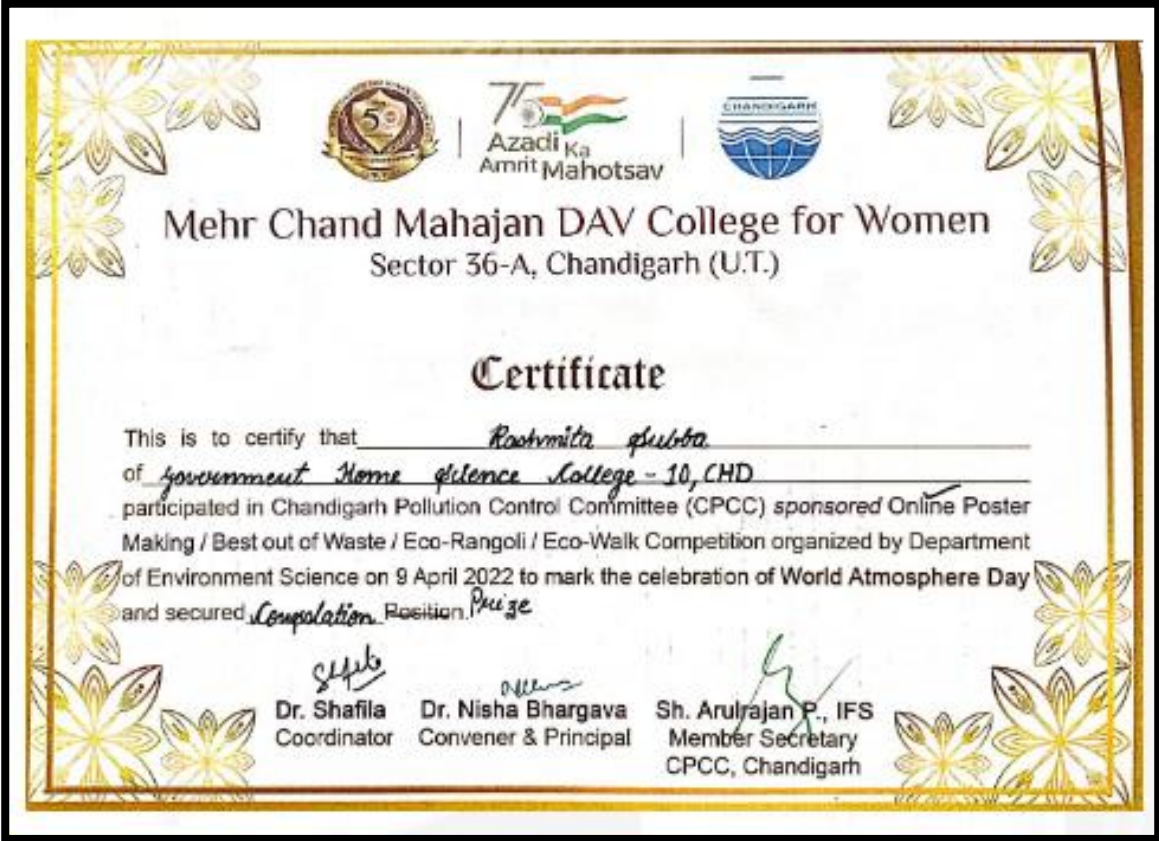 50
75
Azadi Ka
Amrit Mahotsav
CHANDIGARH
Mehr Chand Mahajan DAV College for Women
Sector 36-A, Chandigarh (U.T.)
Certificate
This is to certify that Rashmita Subba
of Government Home Science College - 10, CHD
participated in Chandigarh Pollution Control Committee (CPCC) sponsored Online Poster
Making / Best out of Waste / Eco-Rangoli / Eco-Walk Competition organized by Department
of Environment Science on 9 April 2022 to mark the celebration of World Atmosphere Day
and secured Consolation Position. Prize
Dr. Shafila Dr. Nisha Bhargava Sh. Arulrajan P., IFS
Coordinator Convener & Principal Member Secretary
CPCC, Chandigarh